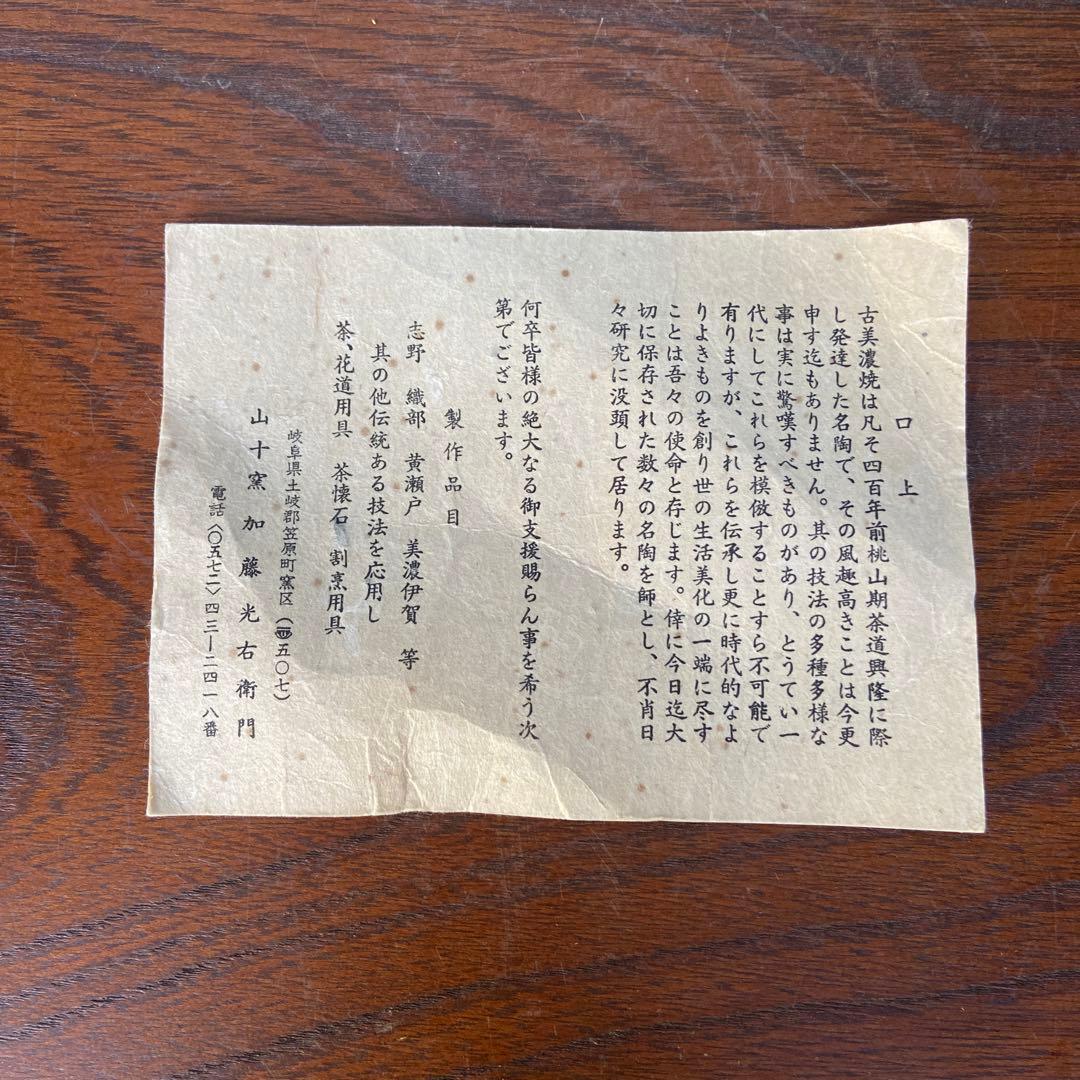 口上
古美濃焼は凡そ四百年前桃山期茶道興隆に際
し発達した名陶で、その風趣高きことは今更
申す迄もありません。其の技法の多種多様な
事は実に驚嘆すべきものがあり、とうてい一
代にしてこれらを模倣することすら不可能で
有りますが、これらを伝承し更に時代的なよ
りよきものを創り世の生活美化の一端に尽す
ことは吾々の使命と存じます。倖に今日迄大
切に保存された数々の名陶を師とし、不肖日
々研究に没頭して居ります。
何卒皆様の絶大なる御支援賜らん事を希う次
第でございます。
製作品目
志野 織部 黄瀬戸 美濃伊賀 等
其の他伝統ある技法を応用し
茶、花道用具 茶懐石 割烹用具
岐阜県土岐郡笠原町窯区(〒五〇七)
山十窯 加藤光右衛門
電話〈〇五七二〉四三ー二四一八番